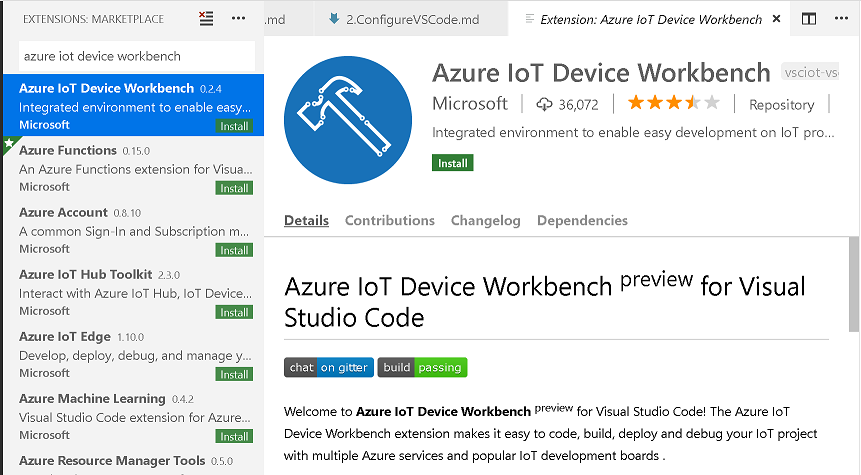 EXTENSIONS: MARKETPLACE
azure iot device workbench
Azure IoT Device Workbench 0.2.4
Integrated environment to enable easy...
Microsoft
Install
Azure Functions 0.15.0
An Azure Functions extension for Visua...
Microsoft
Install
Azure Account 0.8.10
A common Sign-In and Subscription m...
Microsoft
Install
Azure IoT Hub Toolkit 2.3.0
Interact with Azure IoT Hub, IoT Device...
Microsoft
Install
Azure IoT Edge 1.10.0
Develop, deploy, debug, and manage y...
Microsoft
Install
Azure Machine Learning 0.4.2
Visual Studio Code extension for Azure...
Microsoft
Install
Azure Resource Manager Tools 0.5.0
.md
2.ConfigureVSCode.md
Extension: Azure IoT Device Workbench
Azure IoT Device Workbench vsciot-vs
Microsoft 36,072 Repository
Integrated environment to enable easy development on IoT pro...
Install
Details Contributions Changelog Dependencies
Azure IoT Device Workbench preview for Visual
Studio Code
chat on gitter build passing
Welcome to Azure IoT Device Workbench preview for Visual Studio Code! The Azure IoT
Device Workbench extension makes it easy to code, build, deploy and debug your IoT project
with multiple Azure services and popular IoT development boards .